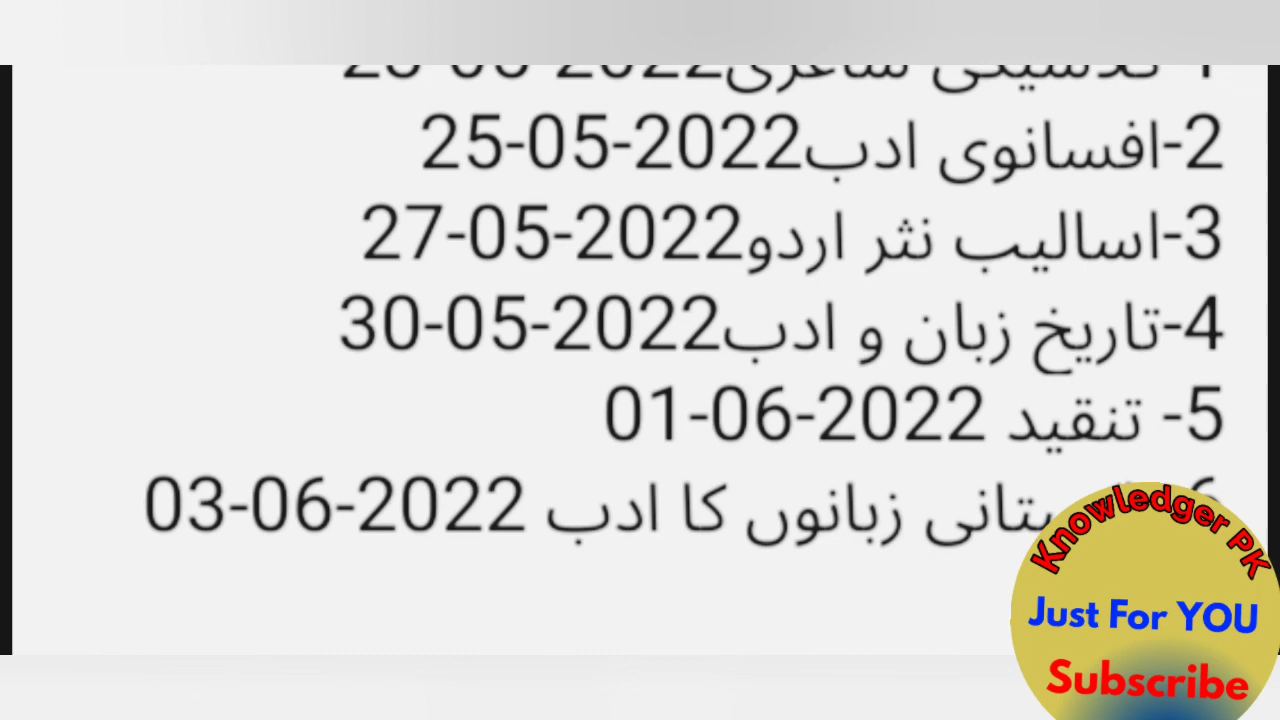 2-افسانوی ادب25-05-2022
3-اسالیب نثر اردو27-05-2022
4-تاریخ زبان و ادب30-05-2022
5- تنقید 01-06-2022
زبانوں کا ادب 03-06-2022
Knowledger PK
Just For YOU
Subscribe